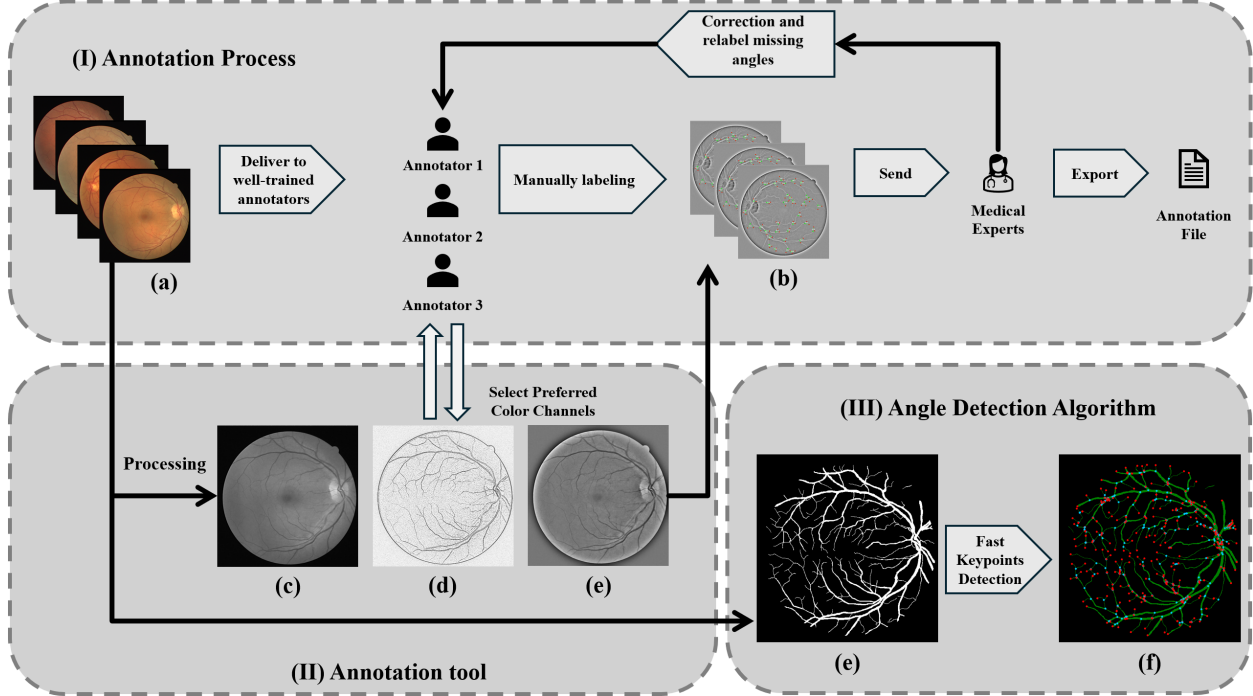 (I) Annotation Process
Correction and
relabel missing
angles
Deliver to
well-trained
annotators
Annotator 1
Annotator 2
Annotator 3
Manually labeling
Send
Medical
Experts
Export
Annotation
File
(a)
(b)
Select Preferred
Color Channels
Processing
(c)
(d)
(e)
(II) Annotation tool
(III) Angle Detection Algorithm
Fast
Keypoints
Detection
(e)
(f)